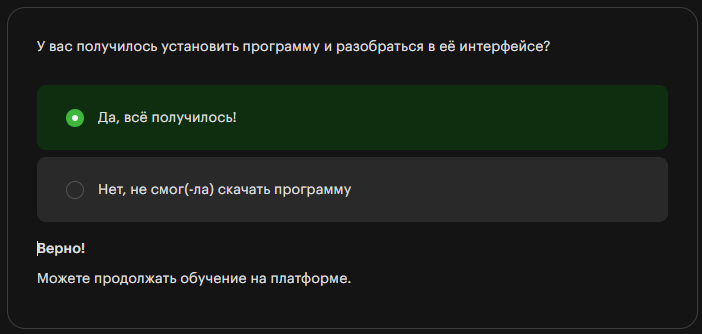 У вас получилось установить программу и разобраться в её интерфейсе?
Да, всё получилось!
Нет, не смог(-ла) скачать программу
Верно!
Можете продолжать обучение на платформе.